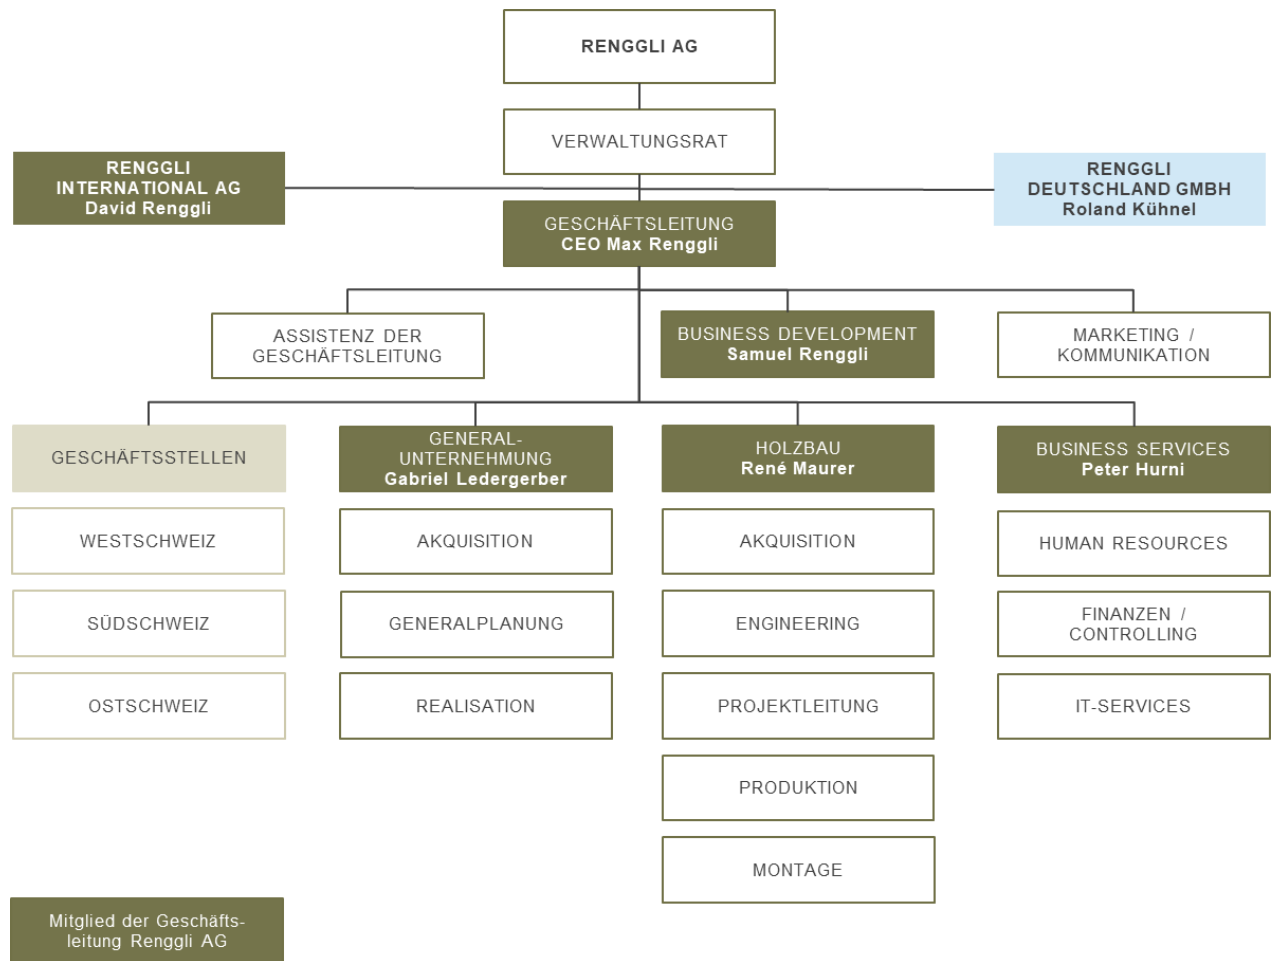 RENGGLI AG
VERWALTUNGSRAT
RENGGLI
INTERNATIONAL AG
David Renggli
RENGGLI
DEUTSCHLAND GMBH
Roland Kühnel
GESCHÄFTSLEITUNG
CEO Max Renggli
ASSISTENZ DER
GESCHÄFTSLEITUNG
BUSINESS DEVELOPMENT
Samuel Renggli
MARKETING /
KOMMUNIKATION
GESCHÄFTSSTELLEN
WESTSCHWEIZ
SÜDSCHWEIZ
OSTSCHWEIZ
GENERAL-
UNTERNEHMUNG
Gabriel Ledergerber
AKQUISITION
GENERALPLANUNG
REALISATION
HOLZBAU
René Maurer
AKQUISITION
ENGINEERING
PROJEKTLEITUNG
PRODUKTION
MONTAGE
BUSINESS SERVICES
Peter Hurni
HUMAN RESOURCES
FINANZEN /
CONTROLLING
IT-SERVICES
Mitglied der Geschäfts-
leitung Renggli AG